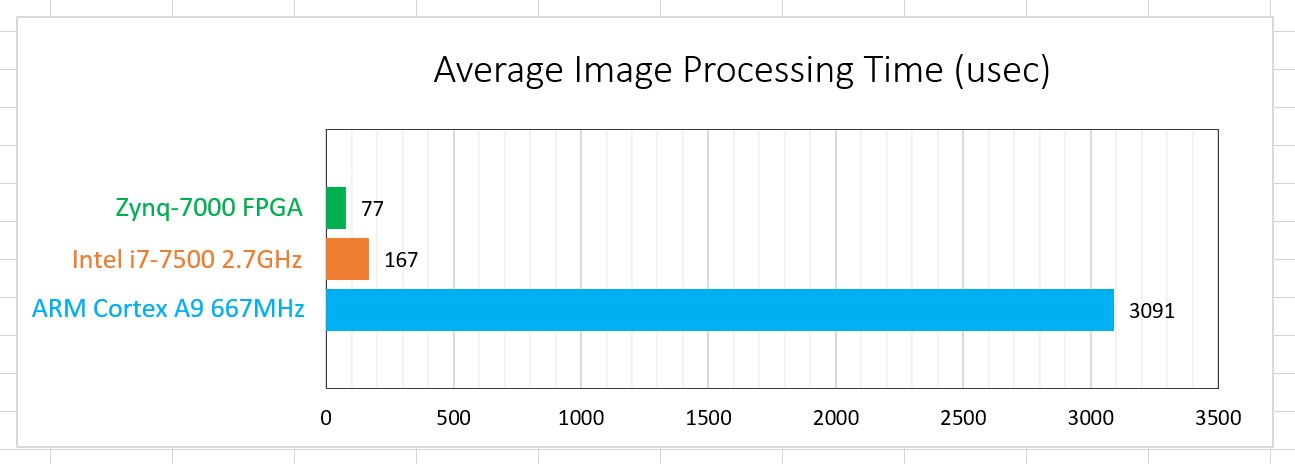 Average Image Processing Time (usec)
Zynq-7000 FPGA 77
Intel i7-7500 2.7GHz 167
ARM Cortex A9 667MHz 3091
0 500 1000 1500 2000 2500 3000 3500